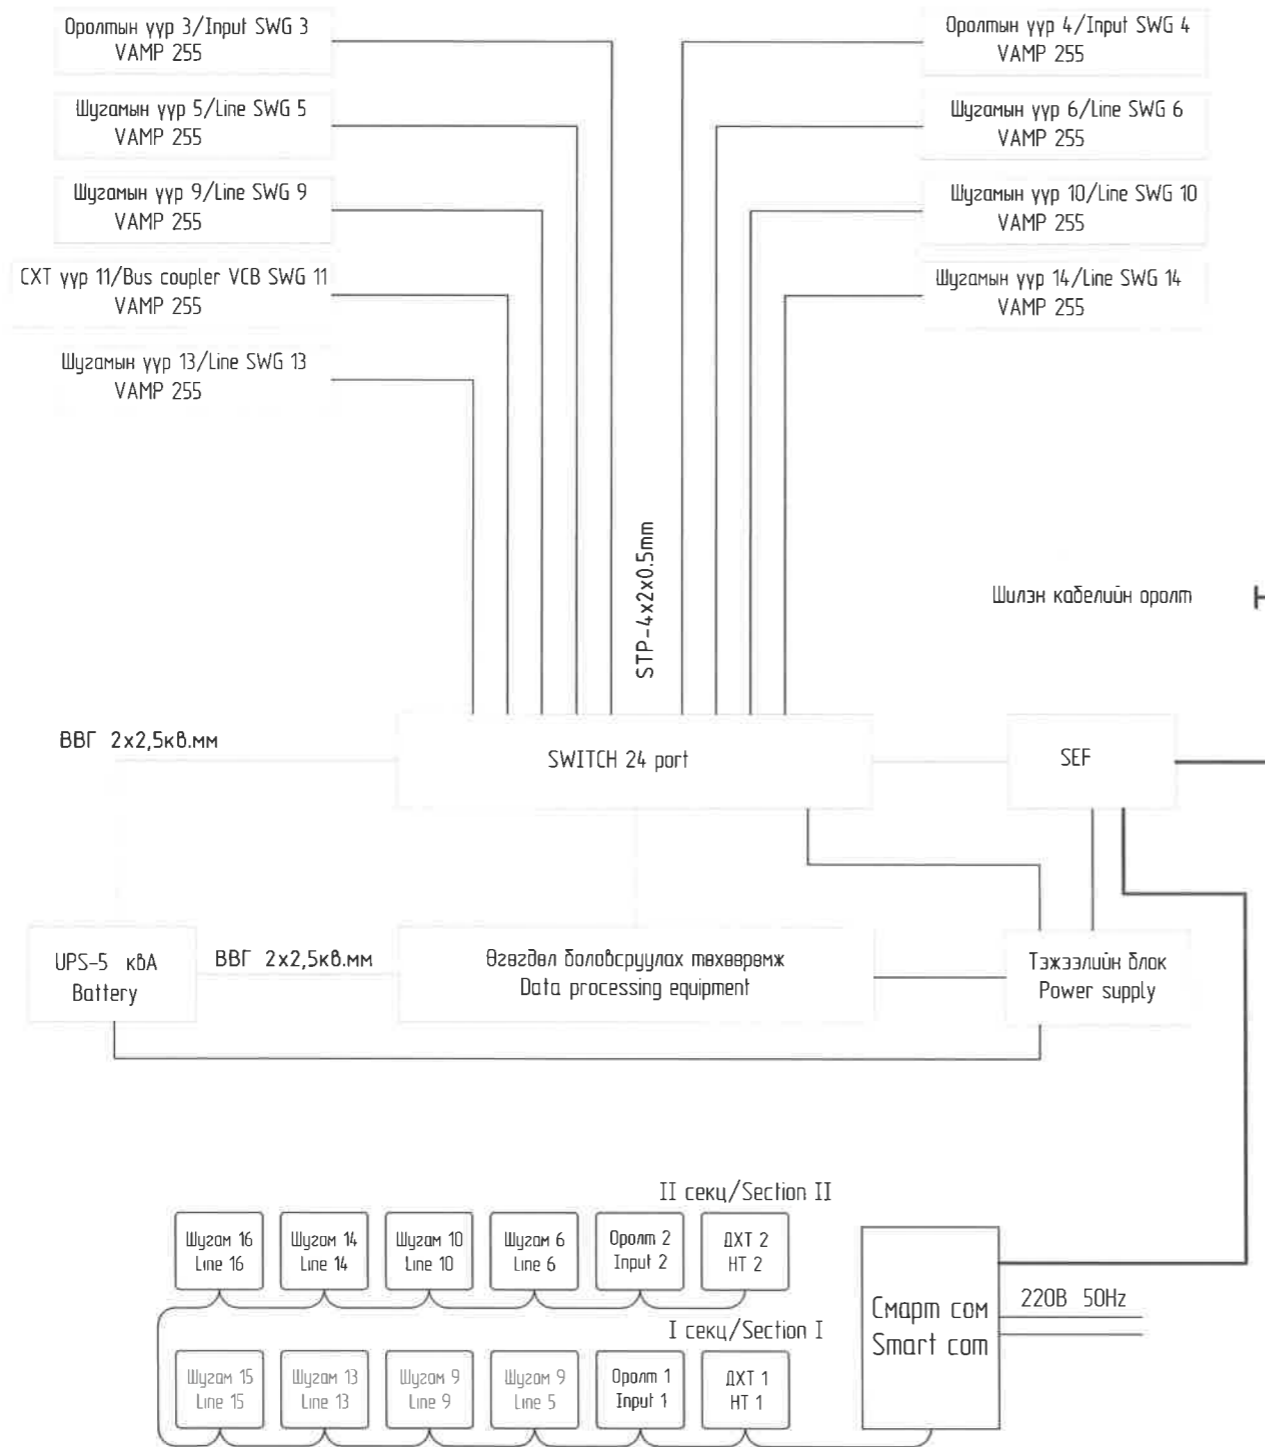 Оролтын үүр 3/Input SWG 3
VAMP 255
Шугамын үүр 5/Line SWG 5
VAMP 255
Шугамын үүр 9/Line SWG 9
VAMP 255
СХТ үүр 11/Bus coupler VCB SWG 11
VAMP 255
Шугамын үүр 13/Line SWG 13
VAMP 255
Оролтын үүр 4/Input SWG 4
VAMP 255
Шугамын үүр 6/Line SWG 6
VAMP 255
Шугамын үүр 10/Line SWG 10
VAMP 255
Шугамын үүр 14/Line SWG 14
VAMP 255
STP-4x2x0.5mm
Шилэн кабелийн оролт
ВВГ 2x2,5кв.мм
SWITCH 24 port
SEF
UPS-5 кВА
Battery
ВВГ 2x2,5кв.мм
Өгөгдөл боловсруулах төхөөрөмж
Data processing equipment
Тэжээлийн блок
Power supply
II секц/Section II
Шугам 16
Line 16
Шугам 14
Line 14
Шугам 10
Line 10
Шугам 6
Line 6
Оролт 2
Input 2
ДХТ 2
HT 2
I секц/Section I
Шугам 15
Line 15
Шугам 13
Line 13
Шугам 9
Line 9
Шугам 9
Line 5
Оролт 1
Input 1
ДХТ 1
HT 1
Смарт сом
Smart com
220В 50Hz